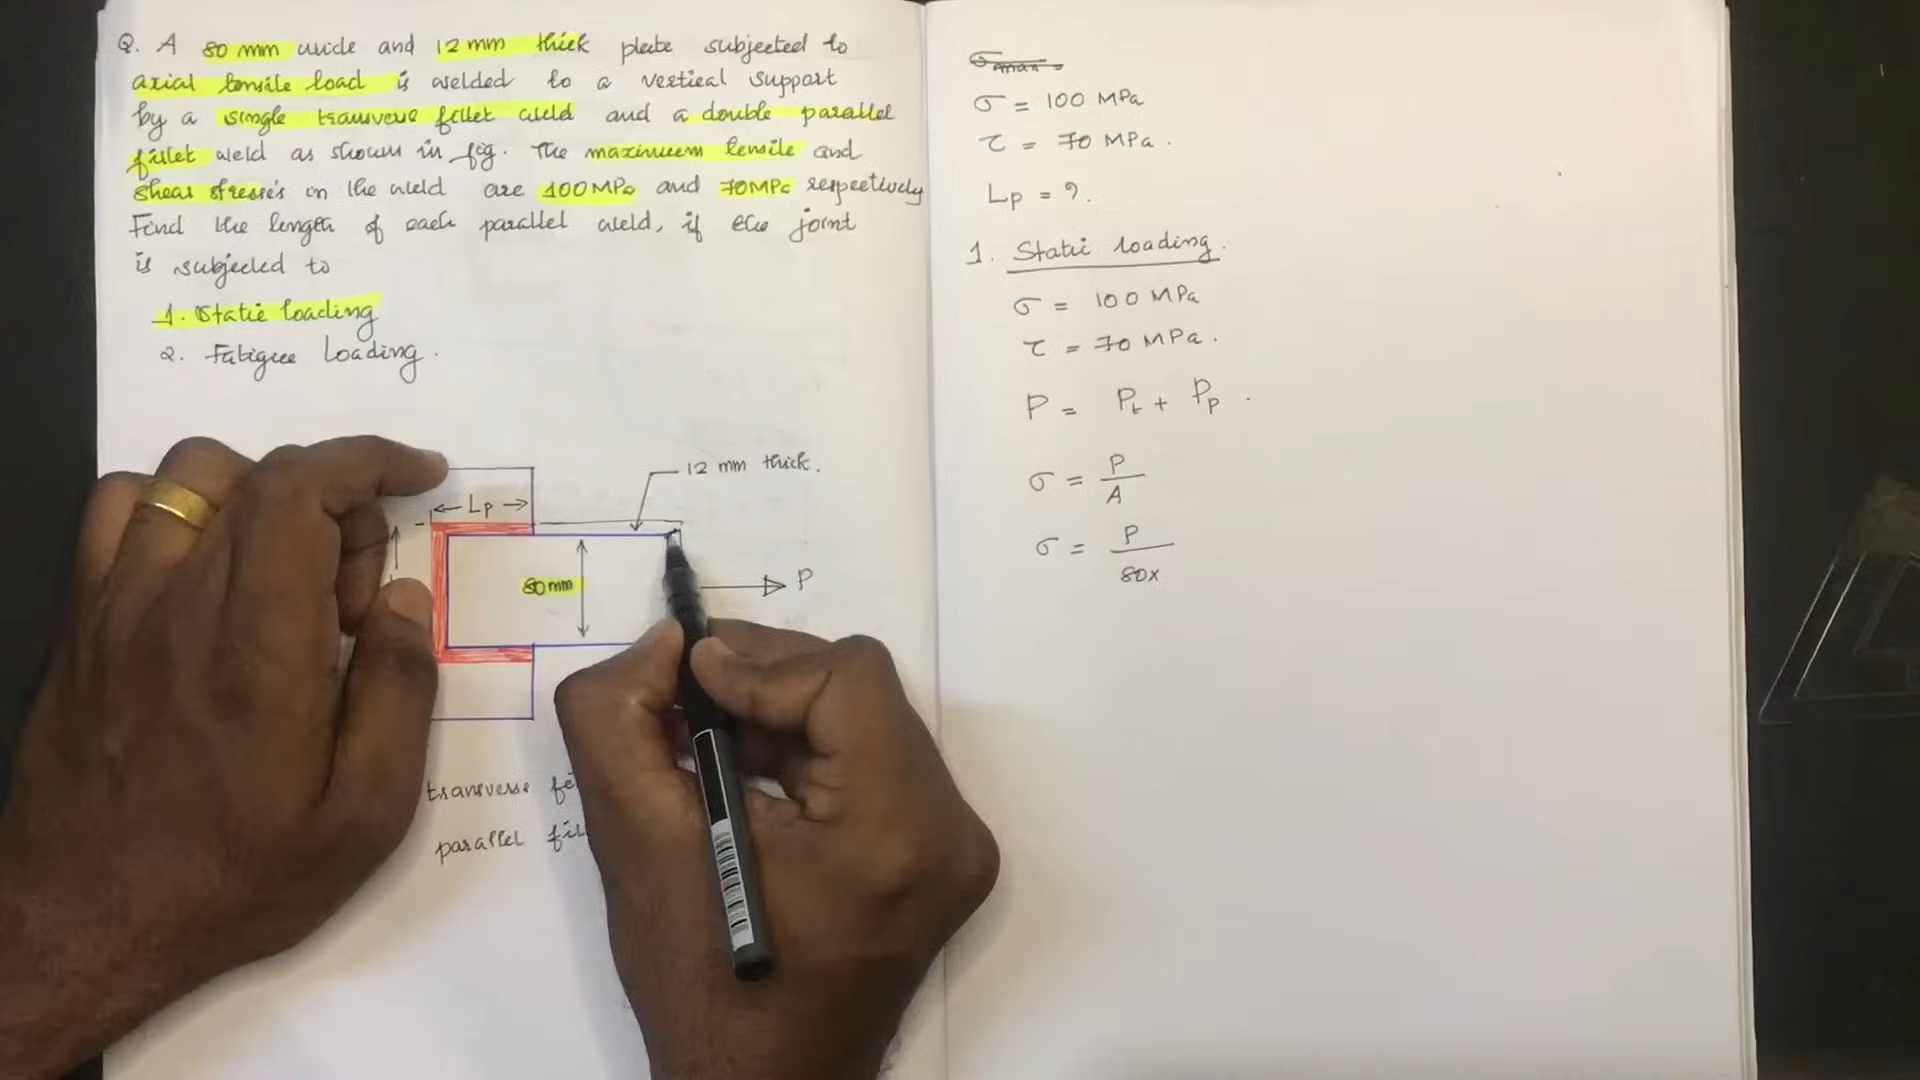 Q. A 80 mm wide and 12 mm thick plate subjected to
axial tensile load is welded to a vertical support
by a single transverse fillet weld and a double parallel
fillet weld as shown in fig. The maximum tensile and
shear stresses in the weld are 100 MPa and 70 MPa respectively
Find the length of each parallel weld, if the joint
is subjected to
1. Static loading
2. Fatigue loading.
12 mm thick.
Lp
80 mm
P
transverse
parallel
σmax =
σ = 100 MPa
τ = 70 MPa.
Lp = ?.
1. Static loading.
σ = 100 MPa
τ = 70 MPa.
P = Pt + Pp.
σ = P
A
σ = P
80x